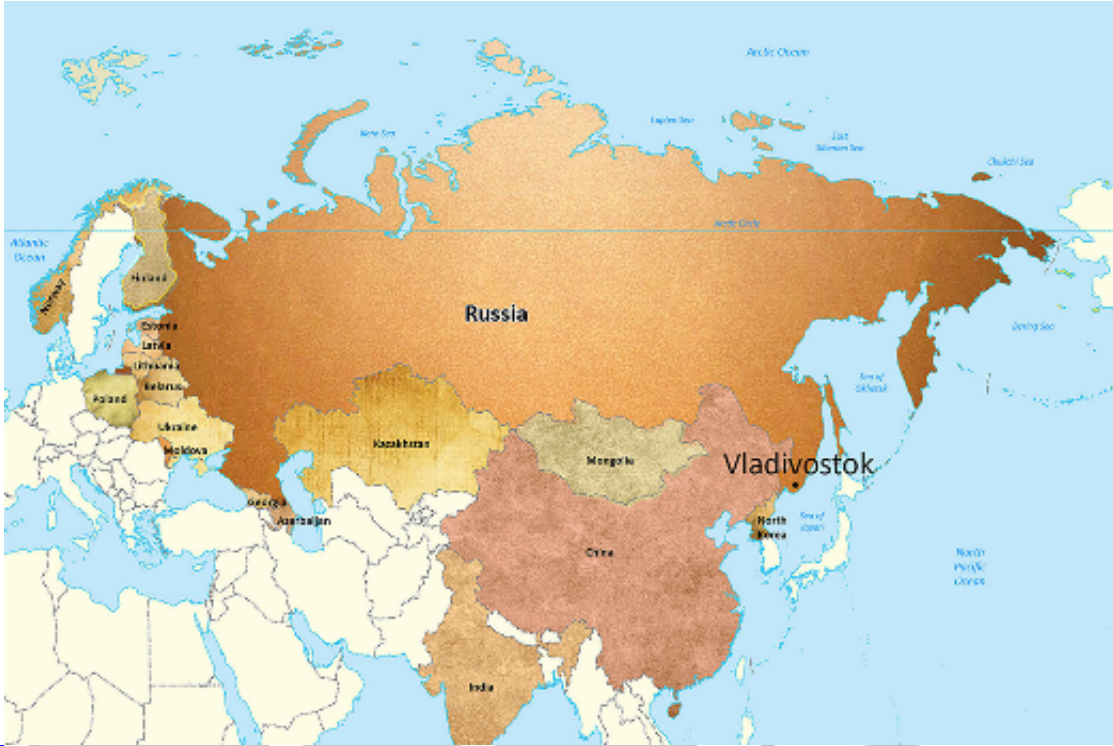 Arctic Ocean
Kara Sea
Laptev Sea
East
Siberian Sea
Chukchi Sea
Arctic Circle
Atlantic
Ocean
Norway
Finland
Russia
Bering Sea
Estonia
Latvia
Lithuania
Belarus
Poland
Sea of
Okhotsk
Ukraine
Moldova
Kazakhstan
Mongolia
Vladivostok
Georgia
Azerbaijan
North
Korea
Sea of
Japan
China
North
Pacific
Ocean
India